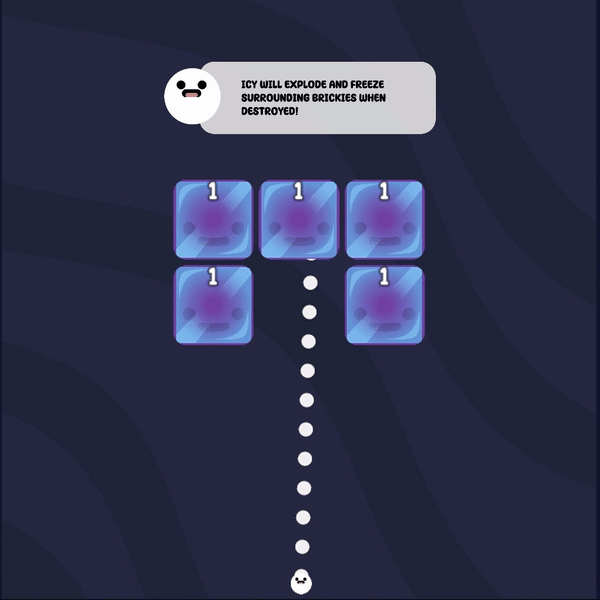 ICY WILL EXPLODE AND FREEZE
SURROUNDING BRICKIES WHEN
DESTROYED!
1 1 1
1 1